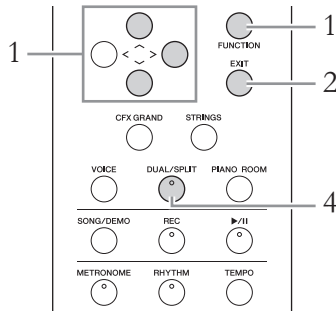 1
1
FUNCTION
EXIT
2
CFX GRAND STRINGS
VOICE DUAL/SPLIT PIANO ROOM
4
SONG/DEMO REC ►/II
METRONOME RHYTHM TEMPO